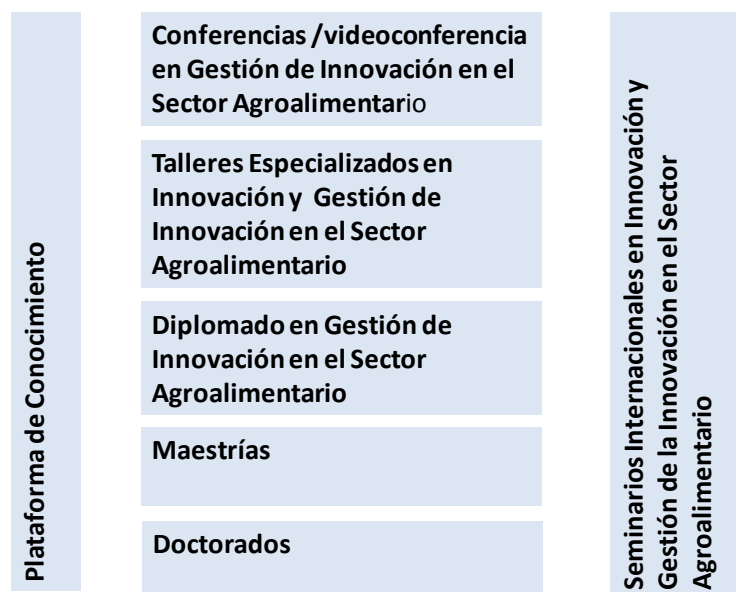 Plataforma de Conocimiento
Conferencias /videoconferencia
en Gestión de Innovación en el
Sector Agroalimentario
Talleres Especializados en
Innovación y Gestión de
Innovación en el Sector
Agroalimentario
Diplomado en Gestión de
Innovación en el Sector
Agroalimentario
Maestrías
Doctorados
Seminarios Internacionales en Innovación y
Gestión de la Innovación en el Sector
Agroalimentario